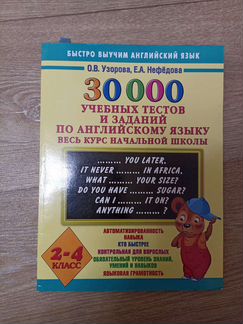 БЫСТРО ВЫУЧИМ АНГЛИЙСКИЙ ЯЗЫК
О.В. Узорова, Е.А. Нефёдова
30000
УЧЕБНЫХ ТЕСТОВ
И ЗАДАНИЙ
ПО АНГЛИЙСКОМУ ЯЗЫКУ
ВЕСЬ КУРС НАЧАЛЬНОЙ ШКОЛЫ
......... YOU LATER,
IT NEVER ......... IN AFRICA,
WHAT ......... YOUR SIZE?
DO YOU HAVE ......... SUGAR?
CAN I ......... IT ON?
ANYTHING ......... ?
АВТОМАТИЗИРОВАННОСТЬ
НАВЫКА
КТО БЫСТРЕЕ
КОНТРОЛЬНАЯ ДЛЯ ВЗРОСЛЫХ
ОБЯЗАТЕЛЬНЫЙ УРОВЕНЬ ЗНАНИЙ,
УМЕНИЙ И НАВЫКОВ
ЯЗЫКОВАЯ ГРАМОТНОСТЬ
2-4
КЛАСС